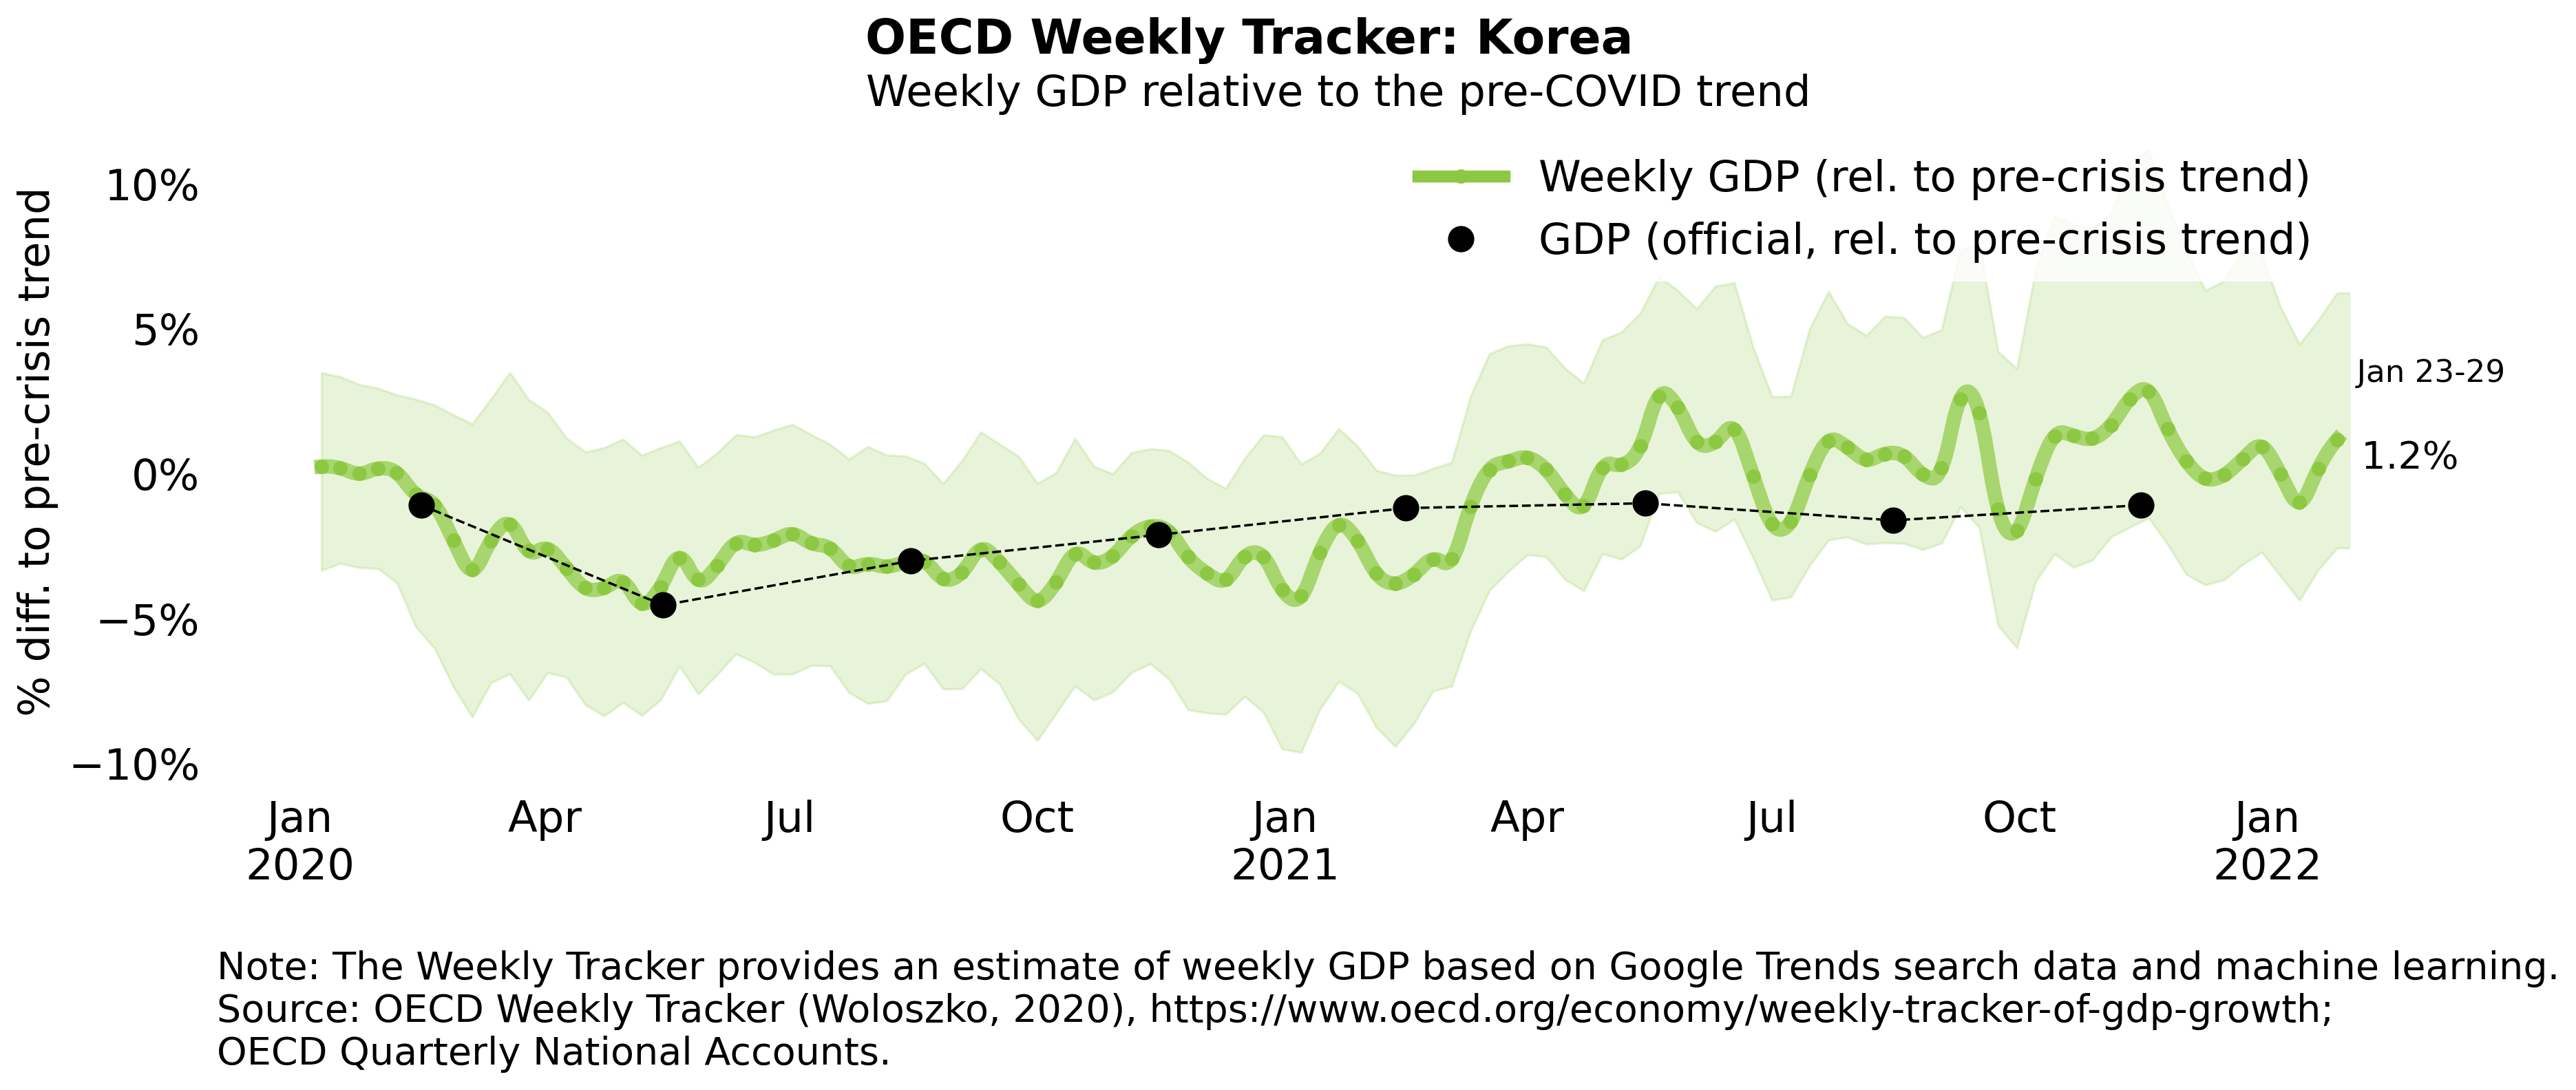 OECD Weekly Tracker: Korea
Weekly GDP relative to the pre-COVID trend
% diff. to pre-crisis trend
10%
5%
0%
−5%
−10%
Weekly GDP (rel. to pre-crisis trend)
GDP (official, rel. to pre-crisis trend)
Jan 23-29
1.2%
Jan Apr Jul Oct Jan Apr Jul Oct Jan
2020 2021 2022
Note: The Weekly Tracker provides an estimate of weekly GDP based on Google Trends search data and machine learning.
Source: OECD Weekly Tracker (Woloszko, 2020), https://www.oecd.org/economy/weekly-tracker-of-gdp-growth;
OECD Quarterly National Accounts.